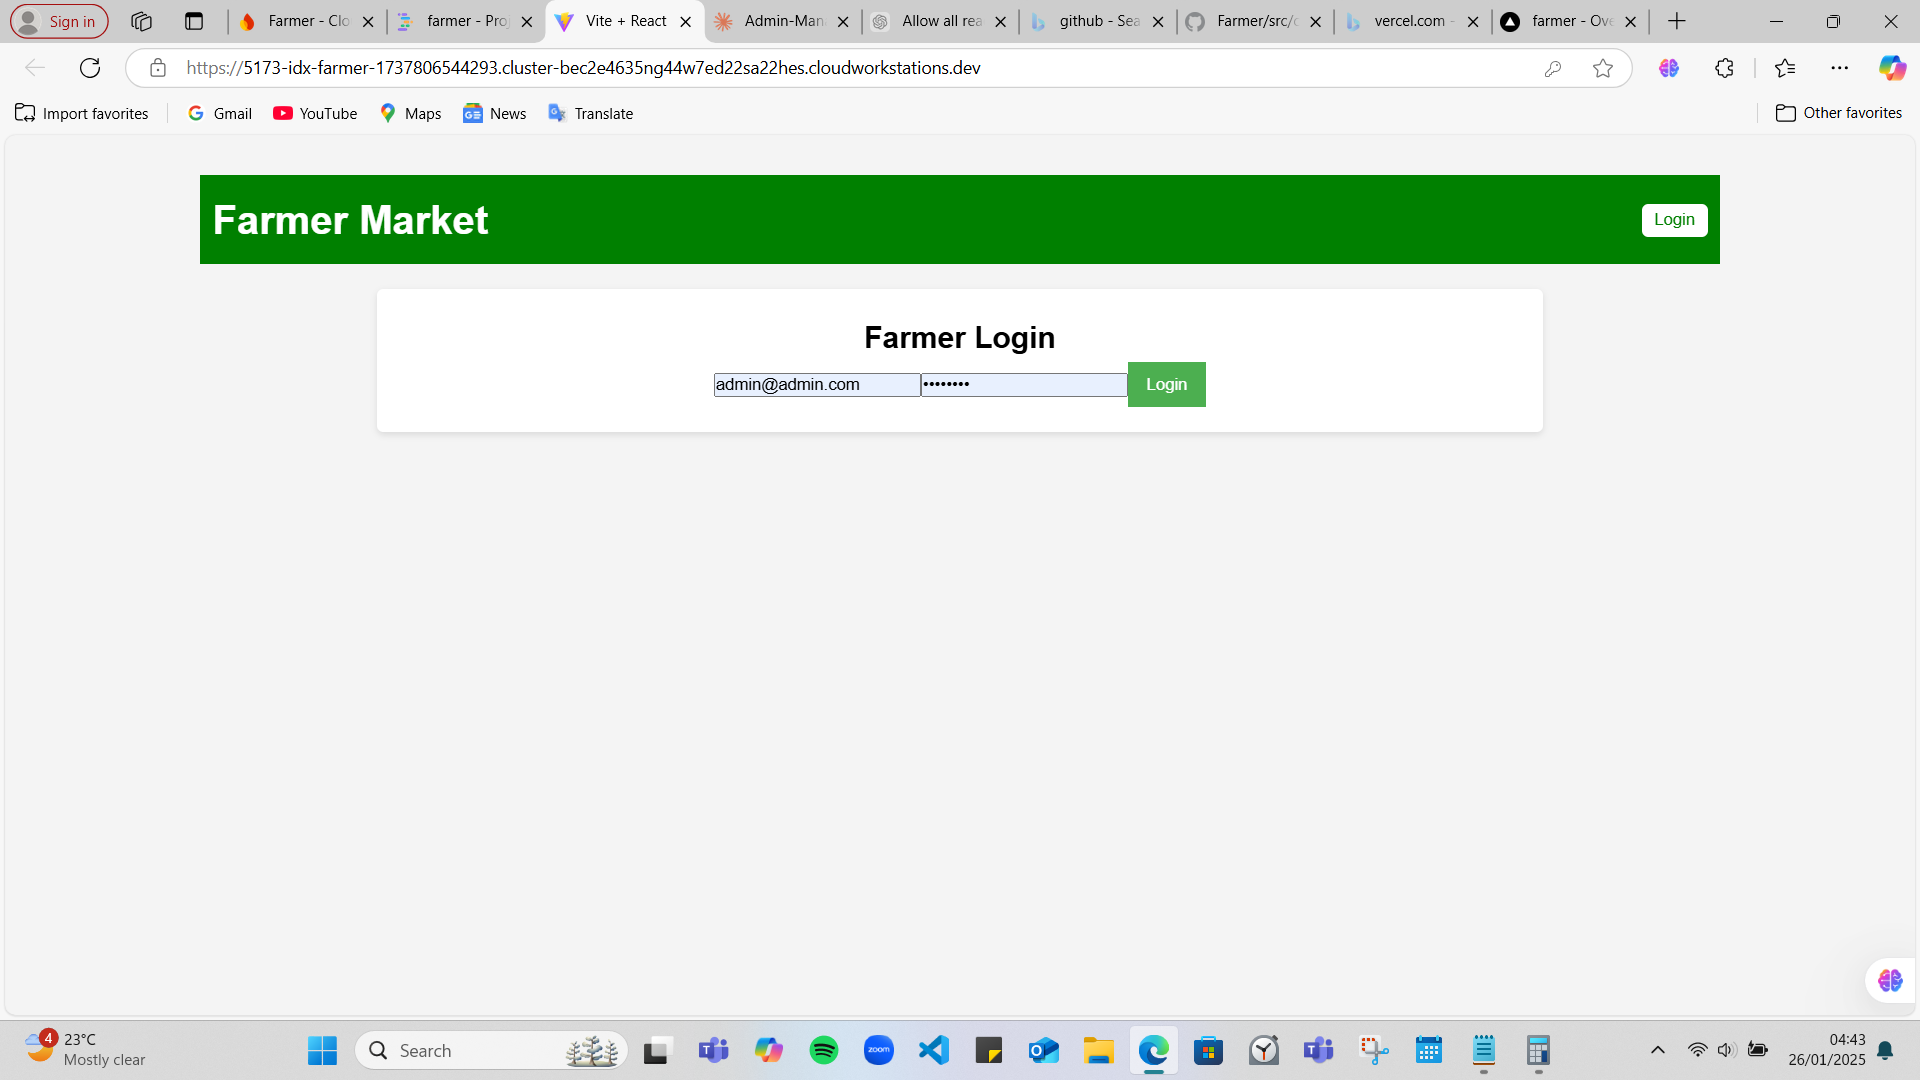 Sign in
Farmer - Clo
farmer - Proj
Vite + React
Admin-Man
Allow all rea
github - Sea
Farmer/src/c
vercel.com -
farmer - Ove
https://5173-idx-farmer-1737806544293.cluster-bec2e4635ng44w7ed22sa22hes.cloudworkstations.dev
Import favorites
Gmail
YouTube
Maps
News
Translate
Other favorites
Farmer Market
Login
Farmer Login
admin@admin.com
••••••••
Login
4
23°C
Mostly clear
Search
zoom
04:43
26/01/2025